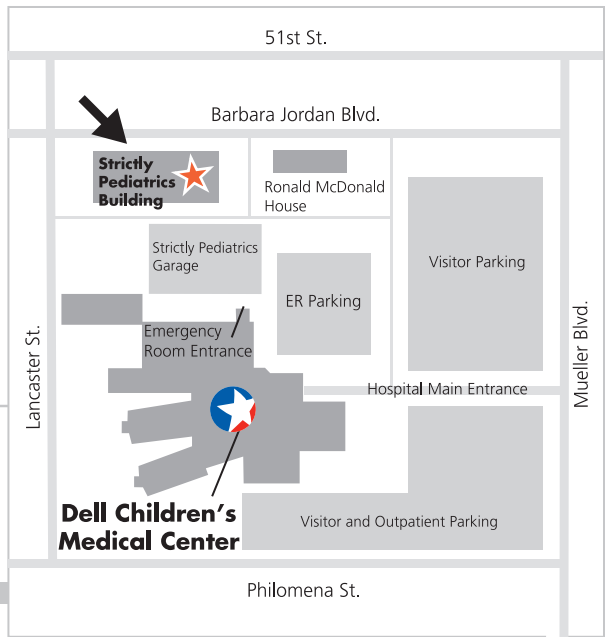 51st St.
Barbara Jordan Blvd.
Strictly
Pediatrics
Building
Ronald McDonald
House
Strictly Pediatrics
Garage
Visitor Parking
ER Parking
Emergency
Room Entrance
Lancaster St.
Mueller Blvd.
Hospital Main Entrance
Dell Children's
Medical Center
Visitor and Outpatient Parking
Philomena St.